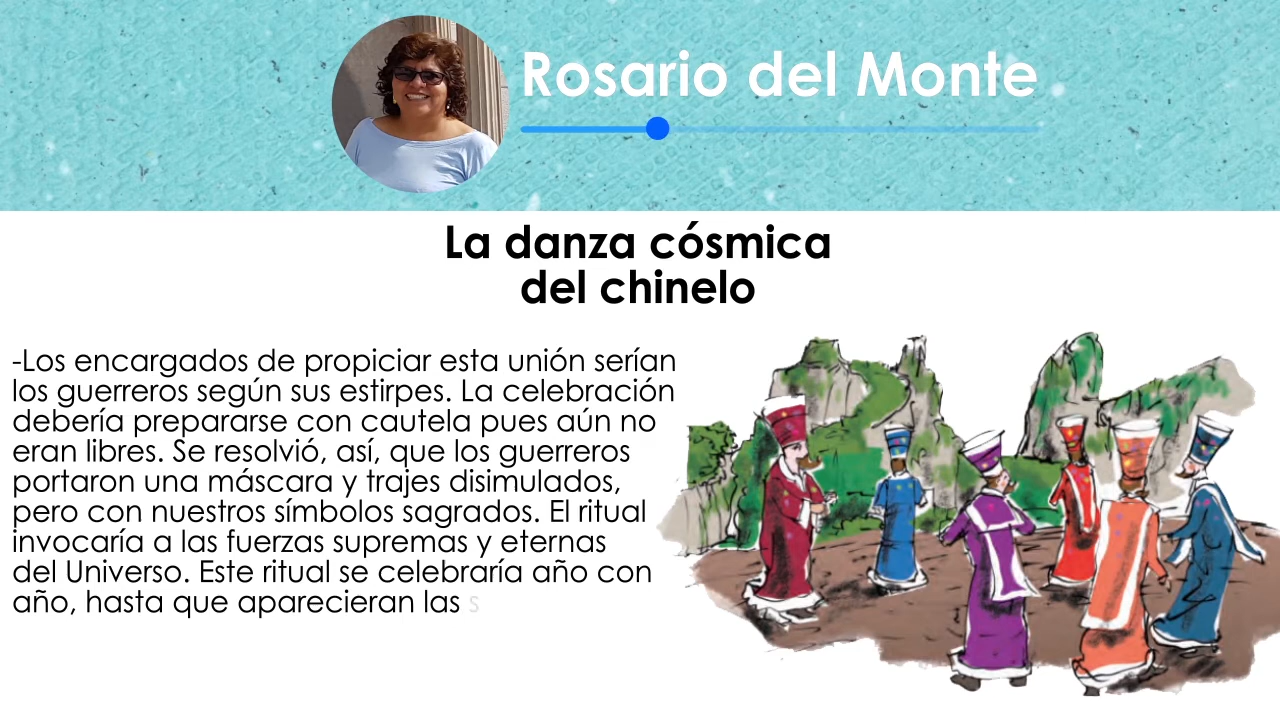 Rosario del Monte
La danza cósmica
del chinelo
-Los encargados de propiciar esta unión serían
los guerreros según sus estirpes. La celebración
debería prepararse con cautela pues aún no
eran libres. Se resolvió, así, que los guerreros
portaron una máscara y trajes disimulados,
pero con nuestros símbolos sagrados. El ritual
invocaría a las fuerzas supremas y eternas
del Universo. Este ritual se celebraría año con
año, hasta que aparecieran las s